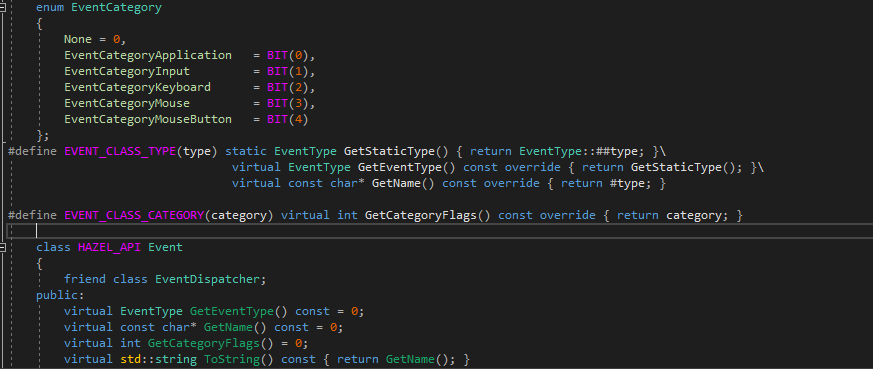 enum EventCategory
{
None = 0,
EventCategoryApplication = BIT(0),
EventCategoryInput = BIT(1),
EventCategoryKeyboard = BIT(2),
EventCategoryMouse = BIT(3),
EventCategoryMouseButton = BIT(4)
};
#define EVENT_CLASS_TYPE(type) static EventType GetStaticType() { return EventType::##type; }\
virtual EventType GetEventType() const override { return GetStaticType(); }\
virtual const char* GetName() const override { return #type; }
#define EVENT_CLASS_CATEGORY(category) virtual int GetCategoryFlags() const override { return category; }
class HAZEL_API Event
{
friend class EventDispatcher;
public:
virtual EventType GetEventType() const = 0;
virtual const char* GetName() const = 0;
virtual int GetCategoryFlags() = 0;
virtual std::string ToString() const { return GetName(); }